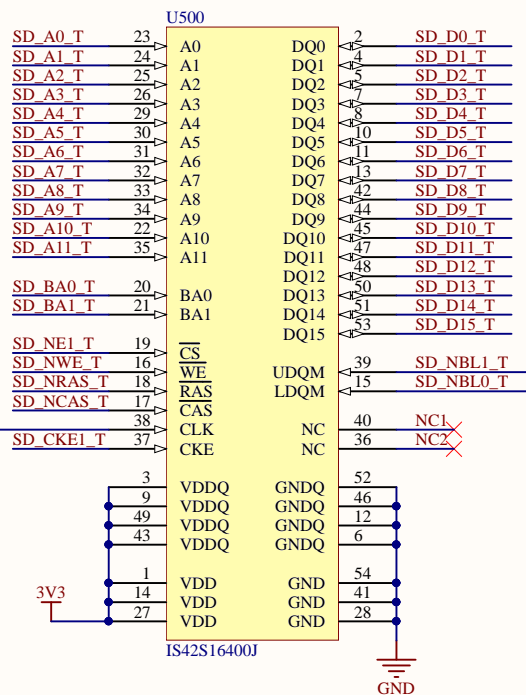 U500
SD_A0_T 23 A0 DQ0 2 SD_D0_T
SD_A1_T 24 A1 DQ1 4 SD_D1_T
SD_A2_T 25 A2 DQ2 5 SD_D2_T
SD_A3_T 26 A3 DQ3 7 SD_D3_T
SD_A4_T 29 A4 DQ4 8 SD_D4_T
SD_A5_T 30 A5 DQ5 10 SD_D5_T
SD_A6_T 31 A6 DQ6 11 SD_D6_T
SD_A7_T 32 A7 DQ7 13 SD_D7_T
SD_A8_T 33 A8 DQ8 42 SD_D8_T
SD_A9_T 34 A9 DQ9 44 SD_D9_T
SD_A10_T 22 A10 DQ10 45 SD_D10_T
SD_A11_T 35 A11 DQ11 47 SD_D11_T
DQ12 48 SD_D12_T
SD_BA0_T 20 BA0 DQ13 50 SD_D13_T
SD_BA1_T 21 BA1 DQ14 51 SD_D14_T
DQ15 53 SD_D15_T
SD_NE1_T 19 CS
SD_NWE_T 16 WE UDQM 39 SD_NBL1_T
SD_NRAS_T 18 RAS LDQM 15 SD_NBL0_T
SD_NCAS_T 17 CAS
38 CLK NC 40 NC1
SD_CKE1_T 37 CKE NC 36 NC2
3 VDDQ GNDQ 52
9 VDDQ GNDQ 46
49 VDDQ GNDQ 12
43 VDDQ GNDQ 6
1 VDD GND 54
3V3 14 VDD GND 41
27 VDD GND 28
IS42S16400J
GND